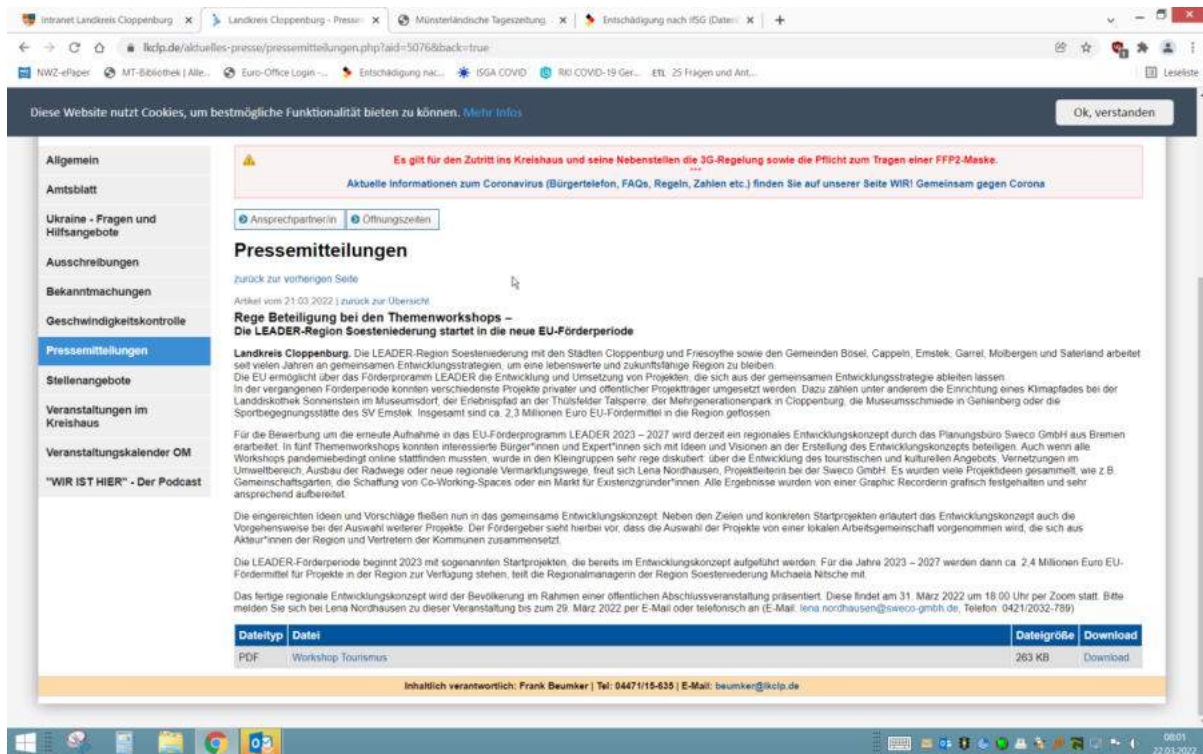 Intranet Landkreis Cloppenburg
Landkreis Cloppenburg - Presse
Münsterländische Tageszeitung
Entschädigung nach IfSG (Daten
lkclp.de/aktuelles-presse/pressemitteilungen.php?aid=5076&back=true
NWZ-ePaper MT-Bibliothek | Alle... Euro-Office Login -... Entschädigung nac... ISGA COVID RKI COVID-19 Ger... ETL 25 Fragen und Ant... Leseliste
Diese Website nutzt Cookies, um bestmögliche Funktionalität bieten zu können. Mehr Infos
Ok, verstanden
Allgemein
Amtsblatt
Ukraine - Fragen und
Hilfsangebote
Ausschreibungen
Bekanntmachungen
Geschwindigkeitskontrolle
Pressemitteilungen
Stellenangebote
Veranstaltungen im
Kreishaus
Veranstaltungskalender OM
"WIR IST HIER" - Der Podcast
Es gilt für den Zutritt ins Kreishaus und seine Nebenstellen die 3G-Regelung sowie die Pflicht zum Tragen einer FFP2-Maske.
***
Aktuelle Informationen zum Coronavirus (Bürgertelefon, FAQs, Regeln, Zahlen etc.) finden Sie auf unserer Seite WIR! Gemeinsam gegen Corona
Ansprechpartner/in Öffnungszeiten
Pressemitteilungen
zurück zur vorherigen Seite
Artikel vom 21.03.2022 | zurück zur Übersicht
Rege Beteiligung bei den Themenworkshops –
Die LEADER-Region Soesteniederung startet in die neue EU-Förderperiode
Landkreis Cloppenburg. Die LEADER-Region Soesteniederung mit den Städten Cloppenburg und Friesoythe sowie den Gemeinden Bösel, Cappeln, Emstek, Garrel, Molbergen und Saterland arbeitet
seit vielen Jahren an gemeinsamen Entwicklungsstrategien, um eine lebenswerte und zukunftsfähige Region zu bleiben.
Die EU ermöglicht über das Förderprogramm LEADER die Entwicklung und Umsetzung von Projekten, die sich aus der gemeinsamen Entwicklungsstrategie ableiten lassen.
In der vergangenen Förderperiode konnten verschiedenste Projekte privater und öffentlicher Projektträger umgesetzt werden. Dazu zählen unter anderem die Einrichtung eines Klimapfades bei der
Landdiskothek Sonnenstein im Museumsdorf, der Erlebnispfad an der Thülsfelder Talsperre, der Mehrgenerationenpark in Cloppenburg, die Museumsschmiede in Gehlenberg oder die
Sportbegegnungsstätte des SV Emstek. Insgesamt sind ca. 2,3 Millionen Euro EU-Fördermittel in die Region geflossen.
Für die Bewerbung um die erneute Aufnahme in das EU-Förderprogramm LEADER 2023 – 2027 wird derzeit ein regionales Entwicklungskonzept durch das Planungsbüro Sweco GmbH aus Bremen
erarbeitet. In fünf Themenworkshops konnten interessierte Bürger*innen und Expert*innen sich mit Ideen und Visionen an der Erstellung des Entwicklungskonzepts beteiligen. Auch wenn alle
Workshops pandemiebedingt online stattfinden mussten, wurde in den Kleingruppen sehr rege diskutiert: über die Entwicklung des touristischen und kulturellen Angebots, Vernetzungen im
Umweltbereich, Ausbau der Radwege oder neue regionale Vermarktungswege, freut sich Lena Nordhausen, Projektleiterin bei der Sweco GmbH. Es wurden viele Projektideen gesammelt, wie z.B.
Gemeinschaftsgärten, die Schaffung von Co-Working-Spaces oder ein Markt für Existenzgründer*innen. Alle Ergebnisse wurden von einer Graphic Recorderin grafisch festgehalten und sehr
ansprechend aufbereitet.
Die eingereichten Ideen und Vorschläge fließen nun in das gemeinsame Entwicklungskonzept. Neben den Zielen und konkreten Startprojekten erläutert das Entwicklungskonzept auch die
Vorgehensweise bei der Auswahl weiterer Projekte. Der Fördergeber sieht hierbei vor, dass die Auswahl der Projekte von einer lokalen Arbeitsgemeinschaft vorgenommen wird, die sich aus
Akteur*innen der Region und Vertretern der Kommunen zusammensetzt.
Die LEADER-Förderperiode beginnt 2023 mit sogenannten Startprojekten, die bereits im Entwicklungskonzept aufgeführt werden. Für die Jahre 2023 – 2027 werden dann ca. 2,4 Millionen Euro EU-
Fördermittel für Projekte in der Region zur Verfügung stehen, teilt die Regionalmanagerin der Region Soesteniederung Michaela Nitsche mit.
Das fertige regionale Entwicklungskonzept wird der Bevölkerung im Rahmen einer öffentlichen Abschlussveranstaltung präsentiert. Diese findet am 31. März 2022 um 18.00 Uhr per Zoom statt. Bitte
melden Sie sich bei Lena Nordhausen zu dieser Veranstaltung bis zum 29. März 2022 per E-Mail oder telefonisch an (E-Mail: lena.nordhausen@sweco-gmbh.de, Telefon: 0421/2032-789)
Dateityp Datei Dateigröße Download
PDF Workshop Tourismus 263 KB Download
Inhaltlich verantwortlich: Frank Beumker | Tel: 04471/15-635 | E-Mail: beumker@lkclp.de
08:01
22.03.2022